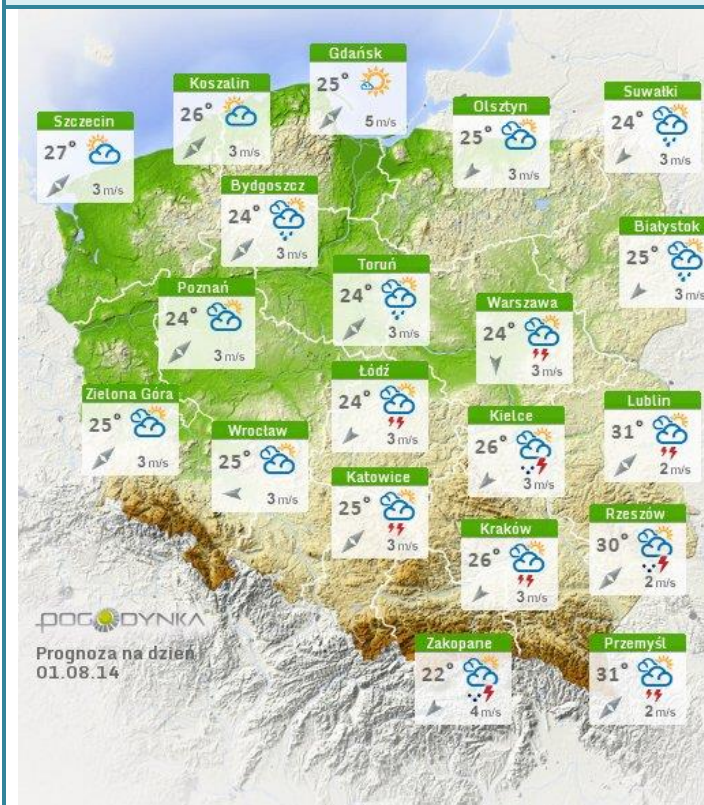 Gdańsk
25°
5 m/s
Koszalin
26°
3 m/s
Suwałki
24°
3 m/s
Olsztyn
25°
3 m/s
Szczecin
27°
3 m/s
Bydgoszcz
24°
3 m/s
Białystok
25°
3 m/s
Toruń
24°
3 m/s
Poznań
24°
3 m/s
Warszawa
24°
3 m/s
Łódź
24°
3 m/s
Zielona Góra
25°
3 m/s
Lublin
31°
2 m/s
Kielce
26°
3 m/s
Wrocław
25°
3 m/s
Katowice
25°
3 m/s
Rzeszów
30°
2 m/s
Kraków
26°
3 m/s
POGODYNKA
Prognoza na dzień
01.08.14
Zakopane
22°
4 m/s
Przemyśl
31°
2 m/s